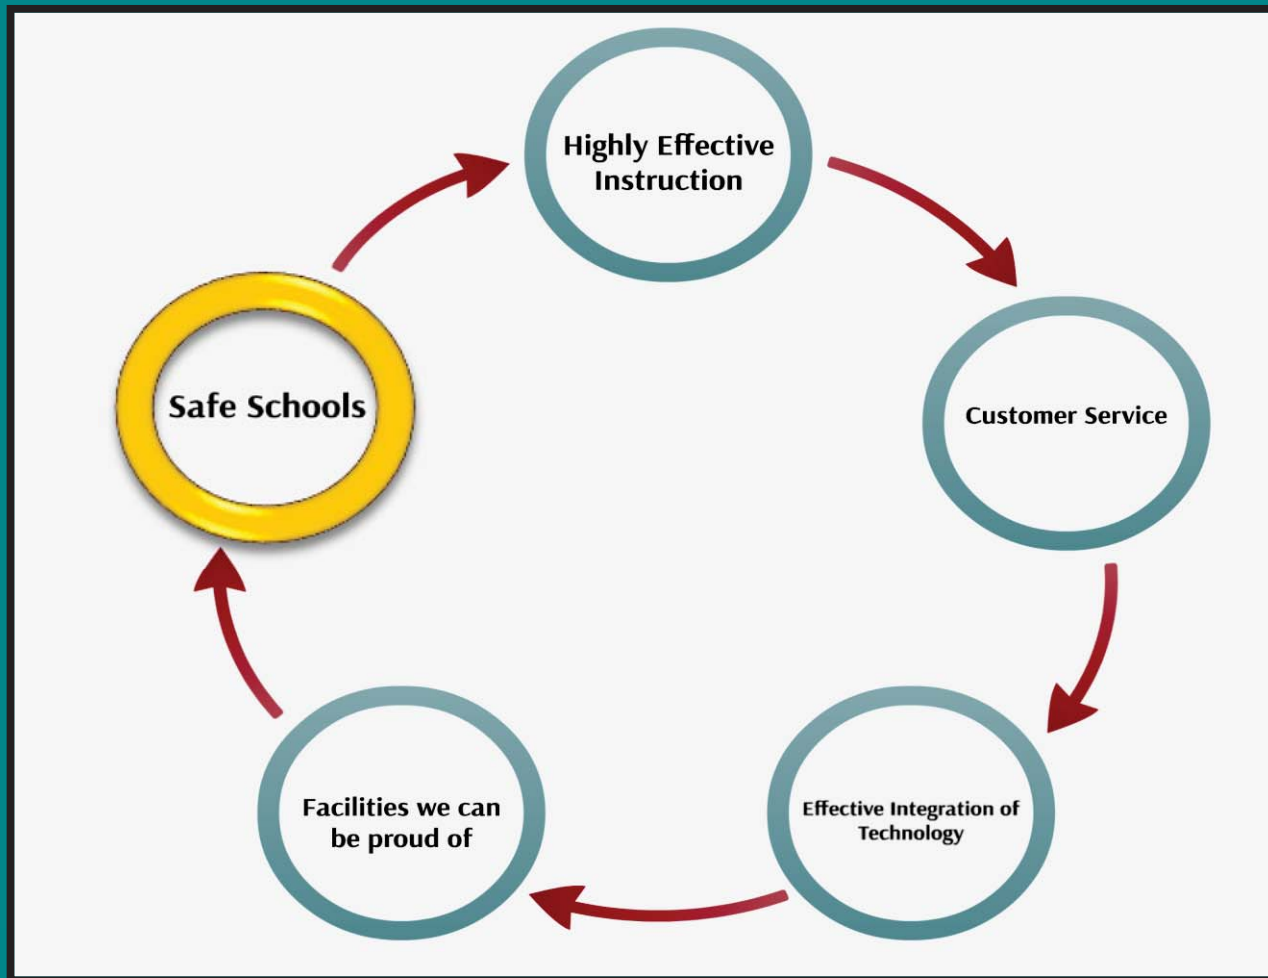 Highly Effective
Instruction
Customer Service
Effective Integration of
Technology
Facilities we can
be proud of
Safe Schools